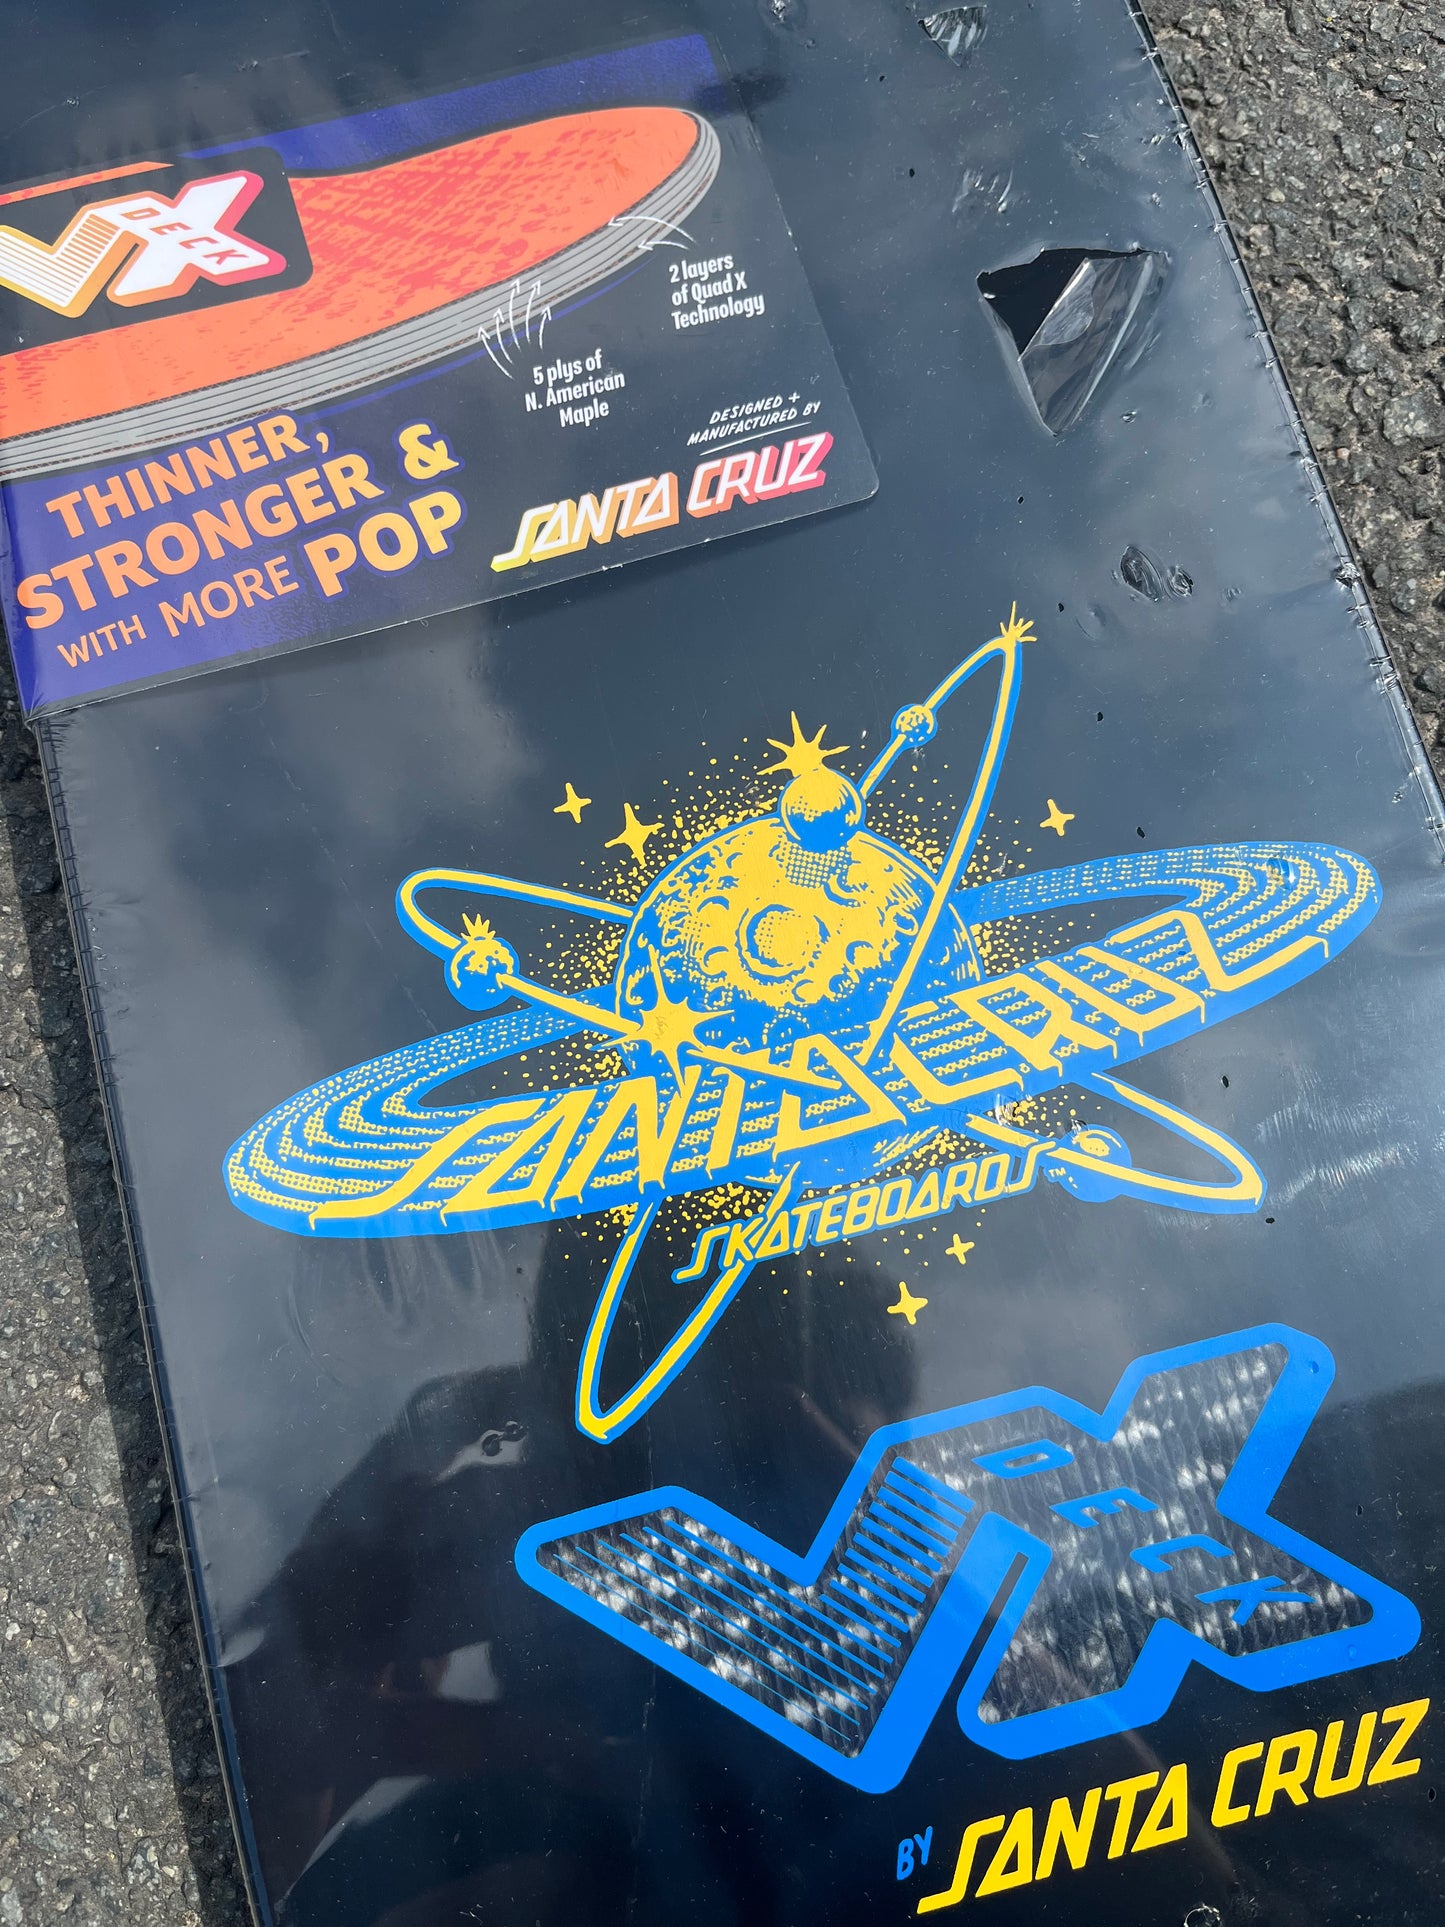 VX
DECK
2 layers
of Quad X
Technology
5 plys of
N. American
Maple
THINNER,
STRONGER &
WITH MORE POP
DESIGNED +
MANUFACTURED BY
SANTA CRUZ
SANTA CRUZ
SKATEBOARDS™
VX
DECK
BY SANTA CRUZ